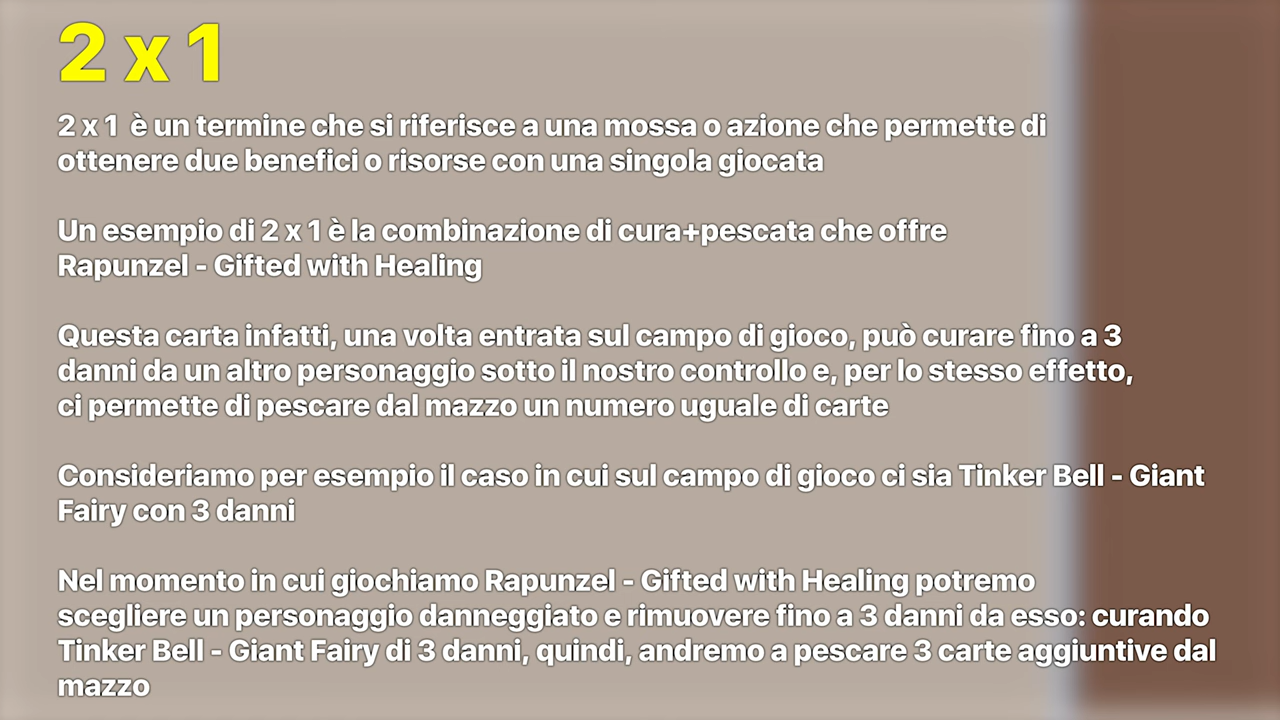 2 x 1
2 x 1 è un termine che si riferisce a una mossa o azione che permette di
ottenere due benefici o risorse con una singola giocata
Un esempio di 2 x 1 è la combinazione di cura+pescata che offre
Rapunzel - Gifted with Healing
Questa carta infatti, una volta entrata sul campo di gioco, può curare fino a 3
danni da un altro personaggio sotto il nostro controllo e, per lo stesso effetto,
ci permette di pescare dal mazzo un numero uguale di carte
Consideriamo per esempio il caso in cui sul campo di gioco ci sia Tinker Bell - Giant
Fairy con 3 danni
Nel momento in cui giochiamo Rapunzel - Gifted with Healing potremo
scegliere un personaggio danneggiato e rimuovere fino a 3 danni da esso: curando
Tinker Bell - Giant Fairy di 3 danni, quindi, andremo a pescare 3 carte aggiuntive dal
mazzo